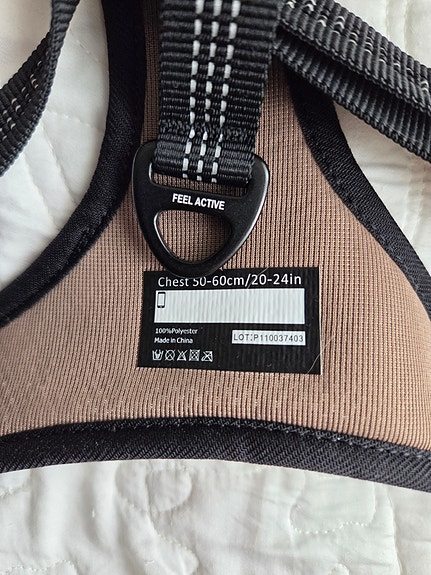 FEEL ACTIVE
Chest 50-60cm/20-24in
100%Polyester
Made in China
LOT:P110037403